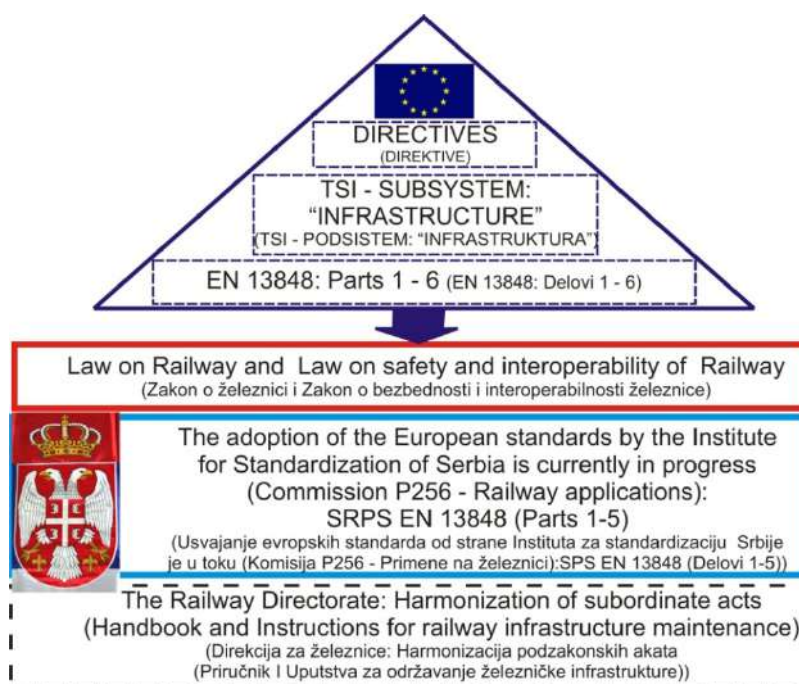 DIRECTIVES
(DIREKTIVE)
TSI - SUBSYSTEM:
“INFRASTRUCTURE”
(TSI - PODSISTEM: “INFRASTRUKTURA”)
EN 13848: Parts 1 - 6 (EN 13848: Delovi 1 - 6)
Law on Railway and Law on safety and interoperability of Railway
(Zakon o železnici i Zakon o bezbednosti i interoperabilnosti železnice)
The adoption of the European standards by the Institute
for Standardization of Serbia is currently in progress
(Commission P256 - Railway applications):
SRPS EN 13848 (Parts 1-5)
(Usvajanje evropskih standarda od strane Instituta za standardizaciju Srbije
je u toku (Komisija P256 - Primene na železnici):SPS EN 13848 (Delovi 1-5))
The Railway Directorate: Harmonization of subordinate acts
(Handbook and Instructions for railway infrastructure maintenance)
(Direkcija za železnice: Harmonizacija podzakonskih akata
(Priručnik I Uputstva za održavanje železničke infrastrukture))